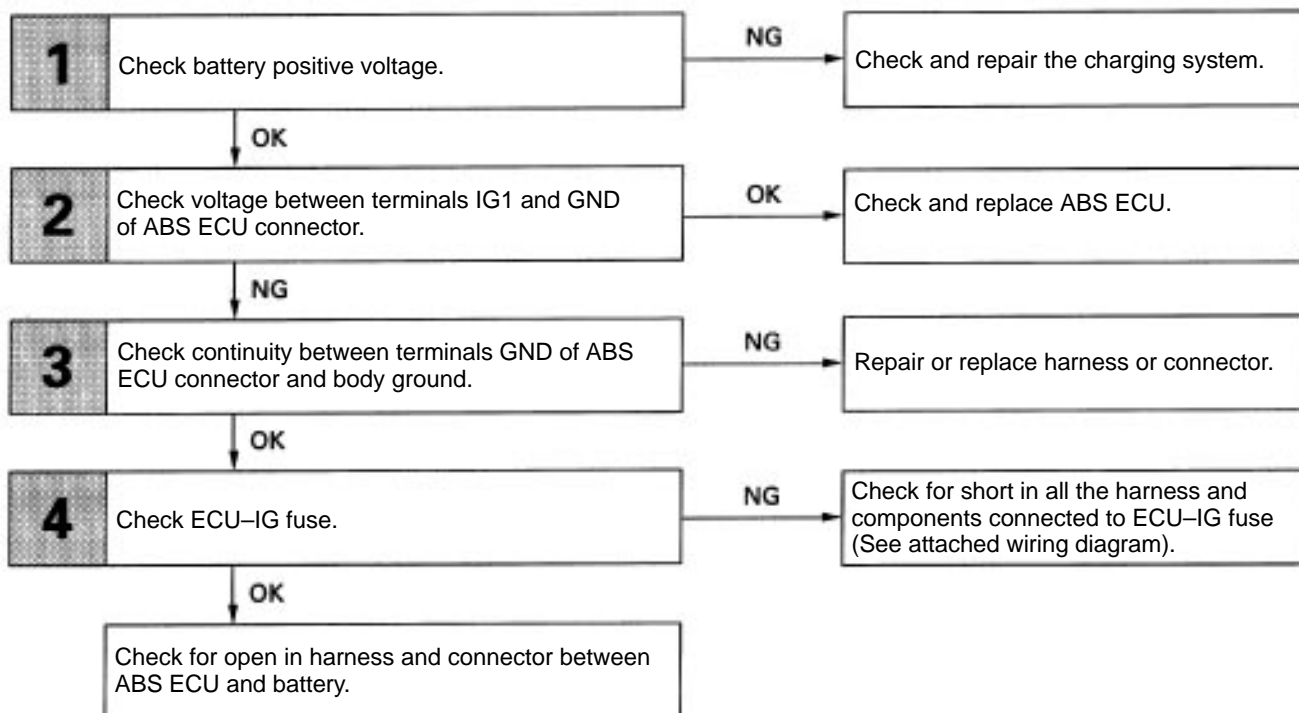 1
Check battery positive voltage.
NG
Check and repair the charging system.
OK
2
Check voltage between terminals IG1 and GND
of ABS ECU connector.
OK
Check and replace ABS ECU.
NG
3
Check continuity between terminals GND of ABS
ECU connector and body ground.
NG
Repair or replace harness or connector.
OK
4
Check ECU–IG fuse.
NG
Check for short in all the harness and
components connected to ECU–IG fuse
(See attached wiring diagram).
OK
Check for open in harness and connector between
ABS ECU and battery.